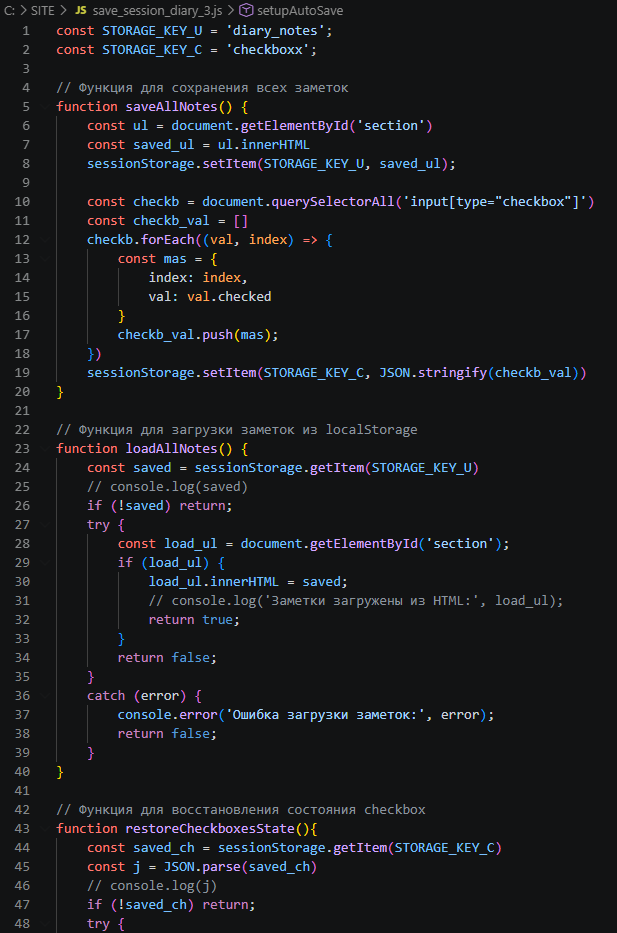 C: > SITE > JS save_session_diary_3.js > setupAutoSave
1 const STORAGE_KEY_U = 'diary_notes';
2 const STORAGE_KEY_C = 'checkboxx';
3
4 // Функция для сохранения всех заметок
5 function saveAllNotes() {
6 const ul = document.getElementById('section')
7 const saved_ul = ul.innerHTML
8 sessionStorage.setItem(STORAGE_KEY_U, saved_ul);
9
10 const checkb = document.querySelectorAll('input[type="checkbox"]')
11 const checkb_val = []
12 checkb.forEach((val, index) => {
13 const mas = {
14 index: index,
15 val: val.checked
16 }
17 checkb_val.push(mas);
18 })
19 sessionStorage.setItem(STORAGE_KEY_C, JSON.stringify(checkb_val))
20 }
21
22 // Функция для загрузки заметок из localStorage
23 function loadAllNotes() {
24 const saved = sessionStorage.getItem(STORAGE_KEY_U)
25 // console.log(saved)
26 if (!saved) return;
27 try {
28 const load_ul = document.getElementById('section');
29 if (load_ul) {
30 load_ul.innerHTML = saved;
31 // console.log('Заметки загружены из HTML:', load_ul);
32 return true;
33 }
34 return false;
35 }
36 catch (error) {
37 console.error('Ошибка загрузки заметок:', error);
38 return false;
39 }
40 }
41
42 // Функция для восстановления состояния checkbox
43 function restoreCheckboxesState(){
44 const saved_ch = sessionStorage.getItem(STORAGE_KEY_C)
45 const j = JSON.parse(saved_ch)
46 // console.log(j)
47 if (!saved_ch) return;
48 try {